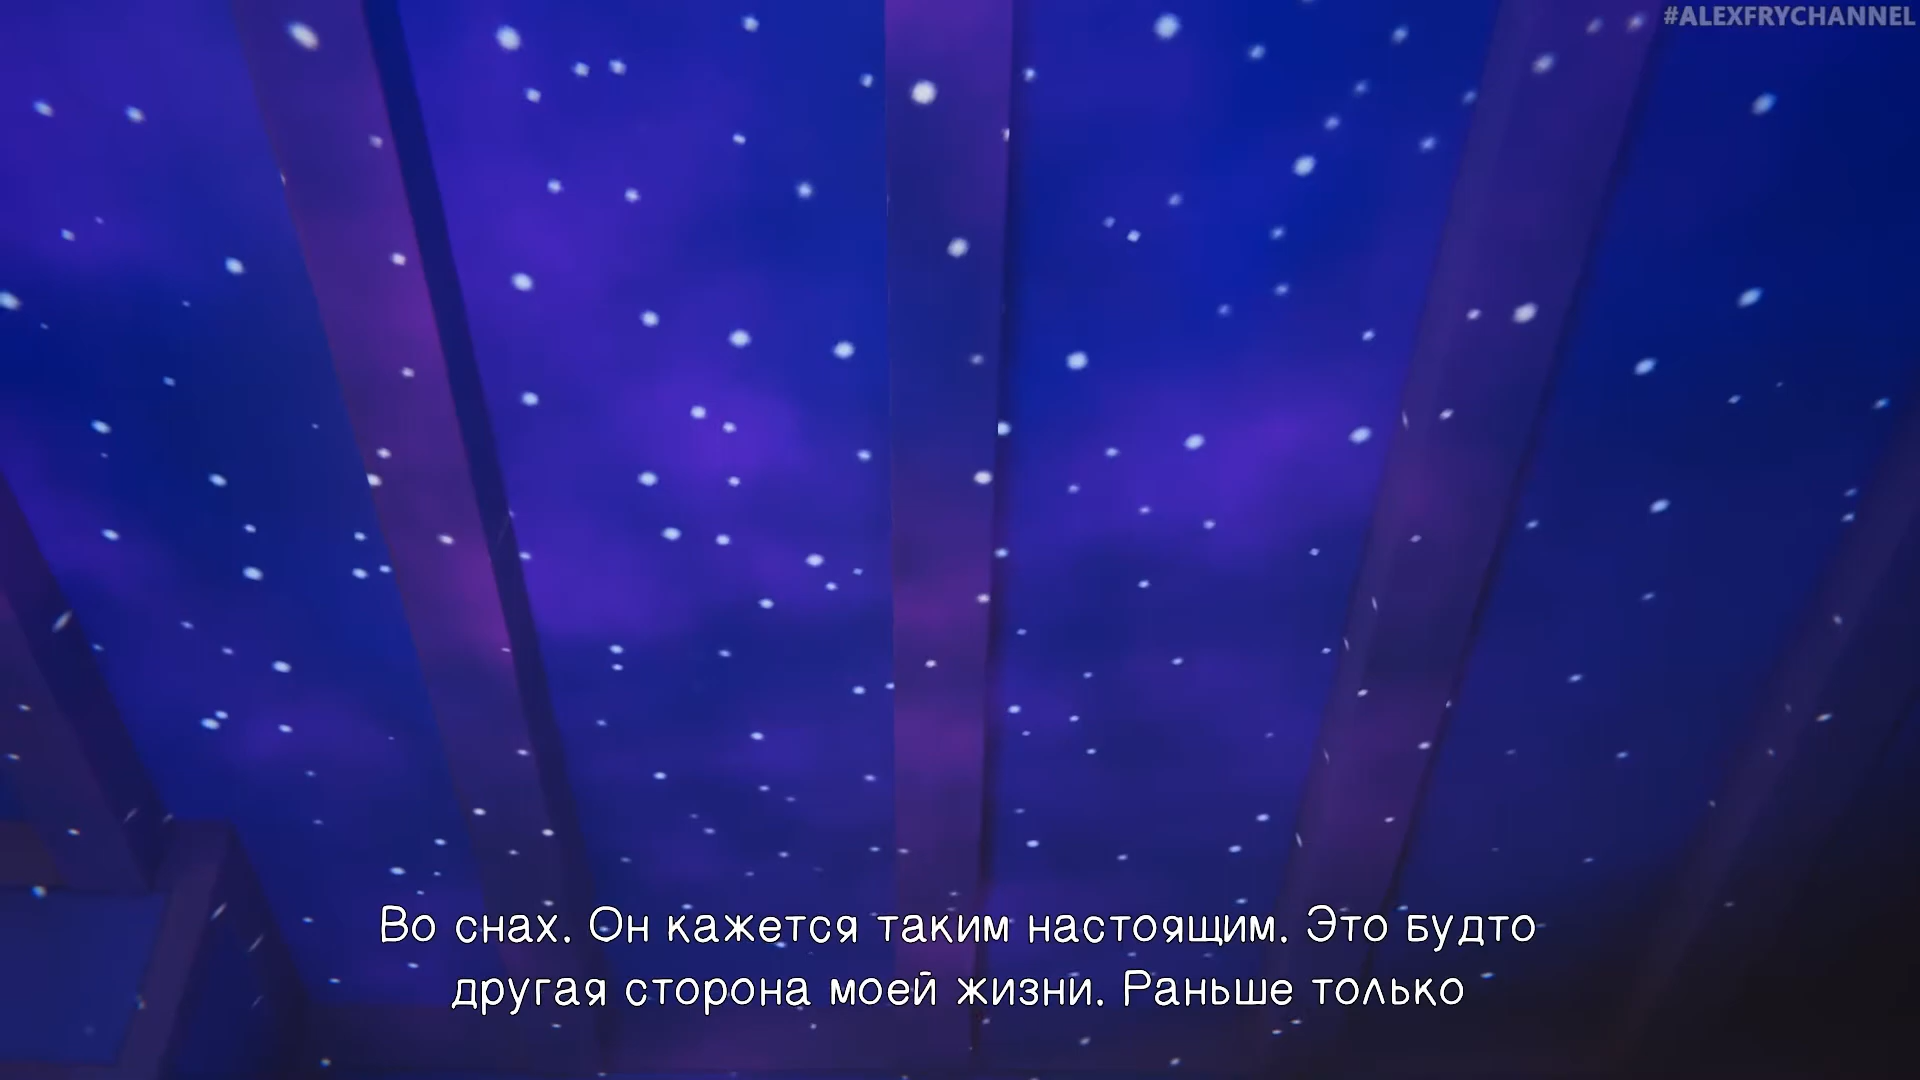 #ALEXFRYCHANNEL
Во снах. Он кажется таким настоящим. Это будто
другая сторона моей жизни. Раньше только